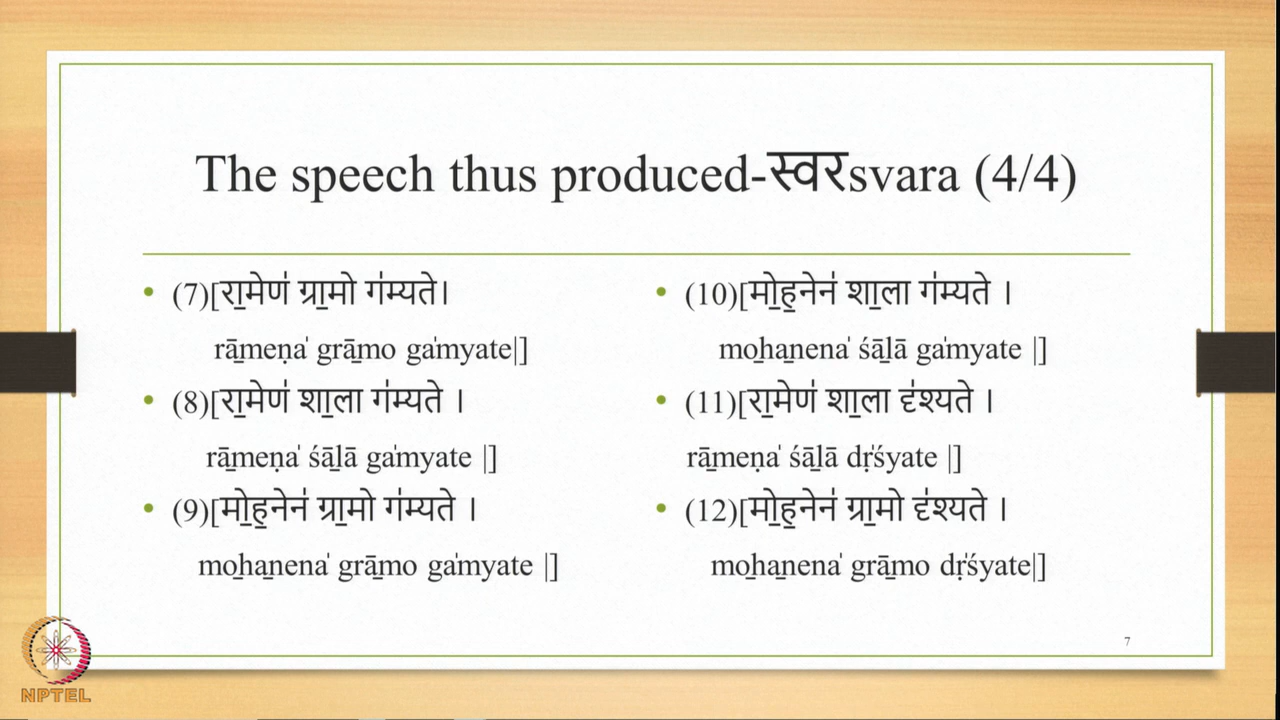 The speech thus produced-स्वरsvara (4/4)
• (7)[रा॒मेण॑ ग्रा॒मो ग॑म्यते।
rā̱meṇa̍ grā̱mo ga̍myate|]
• (8)[रा॒मेण॑ शा॒ला ग॑म्यते ।
rā̱meṇa̍ śā̱lā ga̍myate |]
• (9)[मो॒ह॒नेन॑ ग्रा॒मो ग॑म्यते ।
mo̱ha̱nena̍ grā̱mo ga̍myate |]
• (10)[मो॒ह॒नेन॑ शा॒ला ग॑म्यते ।
mo̱ha̱nena̍ śā̱lā ga̍myate |]
• (11)[रा॒मेण॑ शा॒ला दृ॑श्यते ।
rā̱meṇa̍ śā̱lā dṛ̍śyate |]
• (12)[मो॒ह॒नेन॑ ग्रा॒मो दृ॑श्यते ।
mo̱ha̱nena̍ grā̱mo dṛ̍śyate|]
7
NPTEL